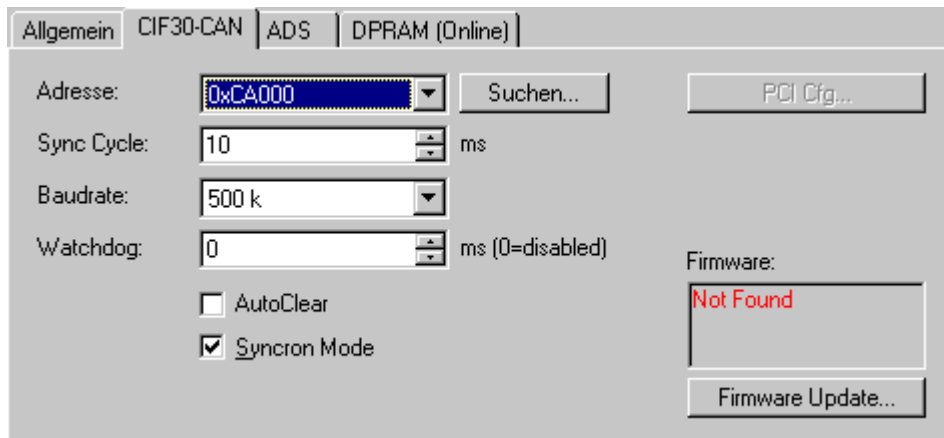 Allgemein CIF30-CAN ADS DPRAM (Online)
Adresse: 0xCA000 Suchen... PCI Cfg...
Sync Cycle: 10 ms
Baudrate: 500 k
Watchdog: 0 ms (0=disabled)
Firmware:
AutoClear
Not Found
Syncron Mode
Firmware Update...